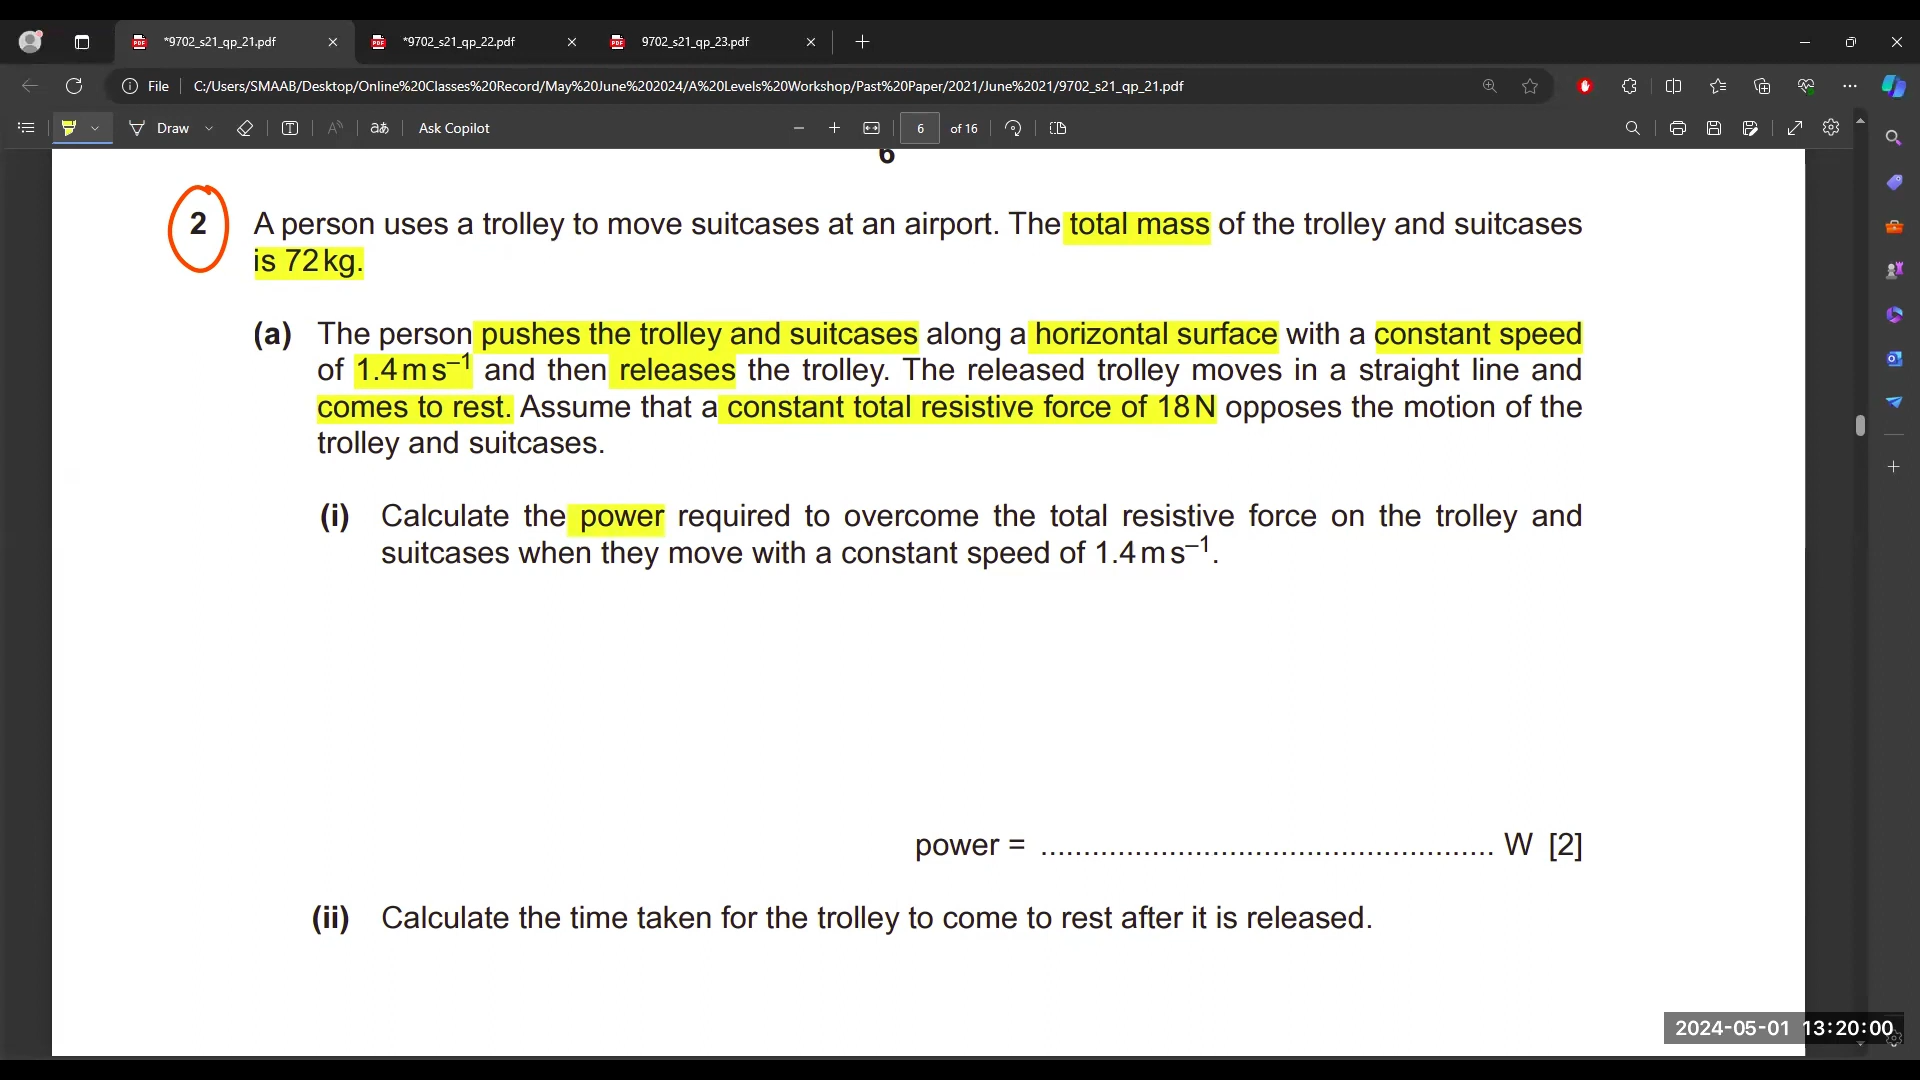 *9702_s21_qp_21.pdf
*9702_s21_qp_22.pdf
9702_s21_qp_23.pdf
File C:/Users/SMAAB/Desktop/Online%20Classes%20Record/May%20June%202024/A%20Levels%20Workshop/Past%20Paper/2021/June%2021/9702_s21_qp_21.pdf
Draw aあ Ask Copilot 6 of 16
6
2 A person uses a trolley to move suitcases at an airport. The total mass of the trolley and suitcases
is 72 kg.
(a) The person pushes the trolley and suitcases along a horizontal surface with a constant speed
of 1.4 m s⁻¹ and then releases the trolley. The released trolley moves in a straight line and
comes to rest. Assume that a constant total resistive force of 18 N opposes the motion of the
trolley and suitcases.
(i) Calculate the power required to overcome the total resistive force on the trolley and
suitcases when they move with a constant speed of 1.4 m s⁻¹.
power = ..................................................... W [2]
(ii) Calculate the time taken for the trolley to come to rest after it is released.
2024-05-01 13:20:00